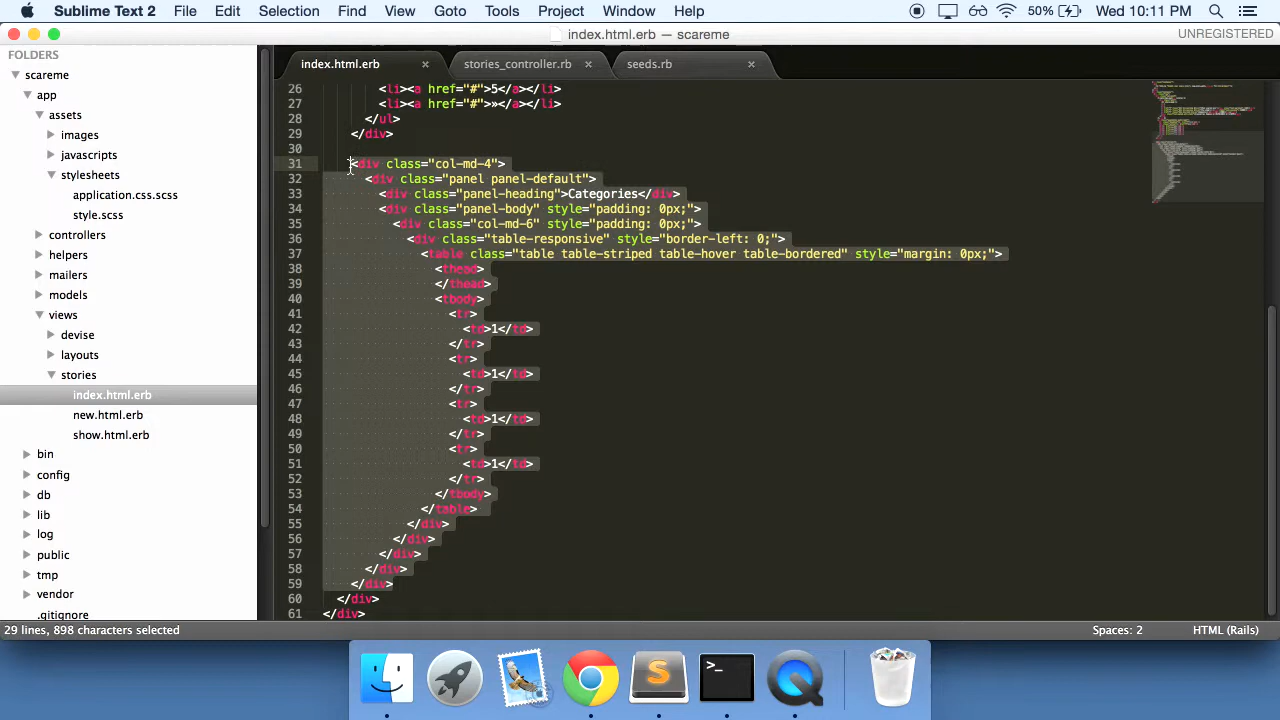 Sublime Text 2 File Edit Selection Find View Goto Tools Project Window Help 50% Wed 10:11 PM
index.html.erb — scareme UNREGISTERED
FOLDERS
scareme
app
assets
images
javascripts
stylesheets
application.css.scss
style.scss
controllers
helpers
mailers
models
views
devise
layouts
stories
index.html.erb
new.html.erb
show.html.erb
bin
config
db
lib
log
public
tmp
vendor
.gitignore
index.html.erb × stories_controller.rb × seeds.rb ×
26 <li><a href="#">5</a></li>
27 <li><a href="#">»</a></li>
28 </ul>
29 </div>
30
31 <div class="col-md-4">
32 <div class="panel panel-default">
33 <div class="panel-heading">Categories</div>
34 <div class="panel-body" style="padding: 0px;">
35 <div class="col-md-6" style="padding: 0px;">
36 <div class="table-responsive" style="border-left: 0;">
37 <table class="table table-striped table-hover table-bordered" style="margin: 0px;">
38 <thead>
39 </thead>
40 <tbody>
41 <tr>
42 <td>1</td>
43 </tr>
44 <tr>
45 <td>1</td>
46 </tr>
47 <tr>
48 <td>1</td>
49 </tr>
50 <tr>
51 <td>1</td>
52 </tr>
53 </tbody>
54 </table>
55 </div>
56 </div>
57 </div>
58 </div>
59 </div>
60 </div>
61 </div>
29 lines, 898 characters selected Spaces: 2 HTML (Rails)